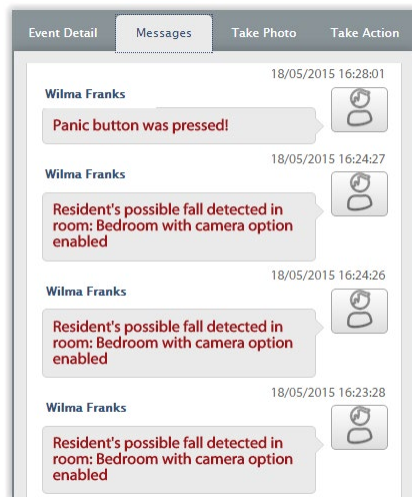 Event Detail Messages Take Photo Take Action
18/05/2015 16:28:01
Wilma Franks
Panic button was pressed!
18/05/2015 16:24:27
Wilma Franks
Resident's possible fall detected in
room: Bedroom with camera option
enabled
18/05/2015 16:24:26
Wilma Franks
Resident's possible fall detected in
room: Bedroom with camera option
enabled
18/05/2015 16:23:28
Wilma Franks
Resident's possible fall detected in
room: Bedroom with camera option
enabled